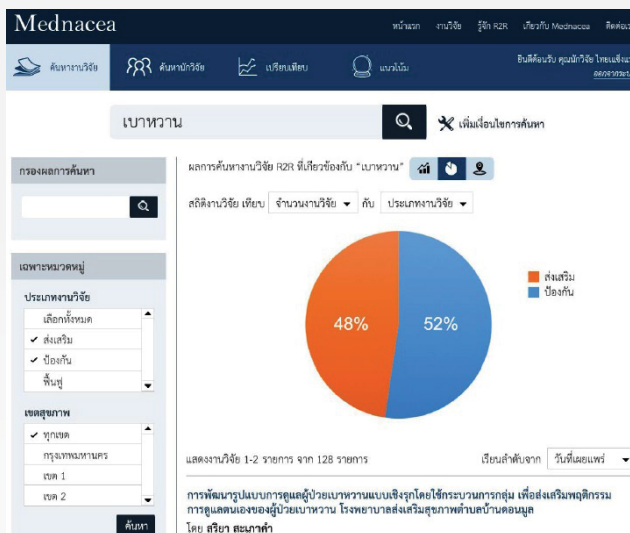 Mednacea
หน้าแรก งานวิจัย รู้จัก R2R เกี่ยวกับ Mednacea
ค้นหางานวิจัย ค้นหานักวิจัย เปรียบเทียบ แนวโน้ม
ยินดีต้อนรับ คุณนักวิจัย
เบาหวาน เพิ่มเงื่อนไขการค้นหา
กรองผลการค้นหา
ผลการค้นหางานวิจัย R2R ที่เกี่ยวข้องกับ "เบาหวาน"
สถิติงานวิจัย เทียบ จำนวนงานวิจัย กับ ประเภทงานวิจัย
เฉพาะหมวดหมู่
ประเภทงานวิจัย
เลือกทั้งหมด
ส่งเสริม
ป้องกัน
ฟื้นฟู
ส่งเสริม
ป้องกัน
48% 52%
เขตสุขภาพ
ทุกเขต
กรุงเทพมหานคร
เขต 1
เขต 2
ค้นหา
แสดงงานวิจัย 1-2 รายการ จาก 128 รายการ เรียงลำดับจาก วันที่เผยแพร่
การพัฒนารูปแบบการดูแลผู้ป่วยเบาหวานแบบเชิงรุกโดยใช้กระบวนการกลุ่ม เพื่อส่งเสริมพฤติกรรม
การดูแลตนเองของผู้ป่วยเบาหวาน โรงพยาบาลส่งเสริมสุขภาพตำบลบ้านดอนมูล
โดย สุริยา สะเภาคำ